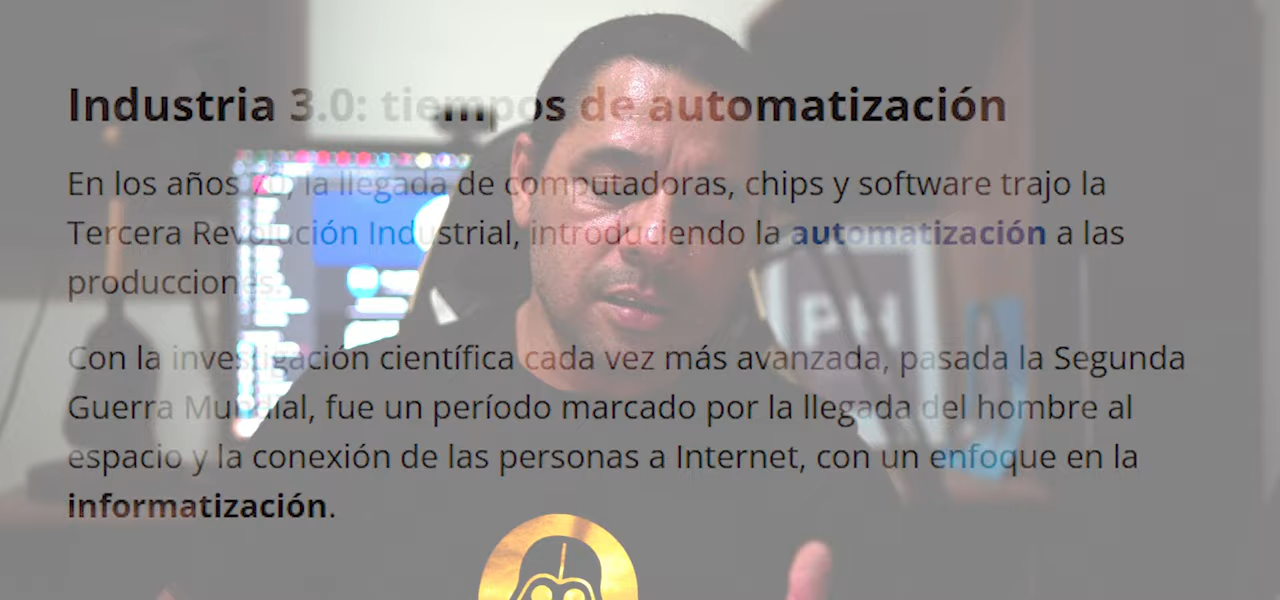 Industria 3.0: tiempos de automatización
En los años 70, la llegada de computadoras, chips y software trajo la
Tercera Revolución Industrial, introduciendo la automatización a las
producciones.
Con la investigación científica cada vez más avanzada, pasada la Segunda
Guerra Mundial, fue un período marcado por la llegada del hombre al
espacio y la conexión de las personas a Internet, con un enfoque en la
informatización.
PH